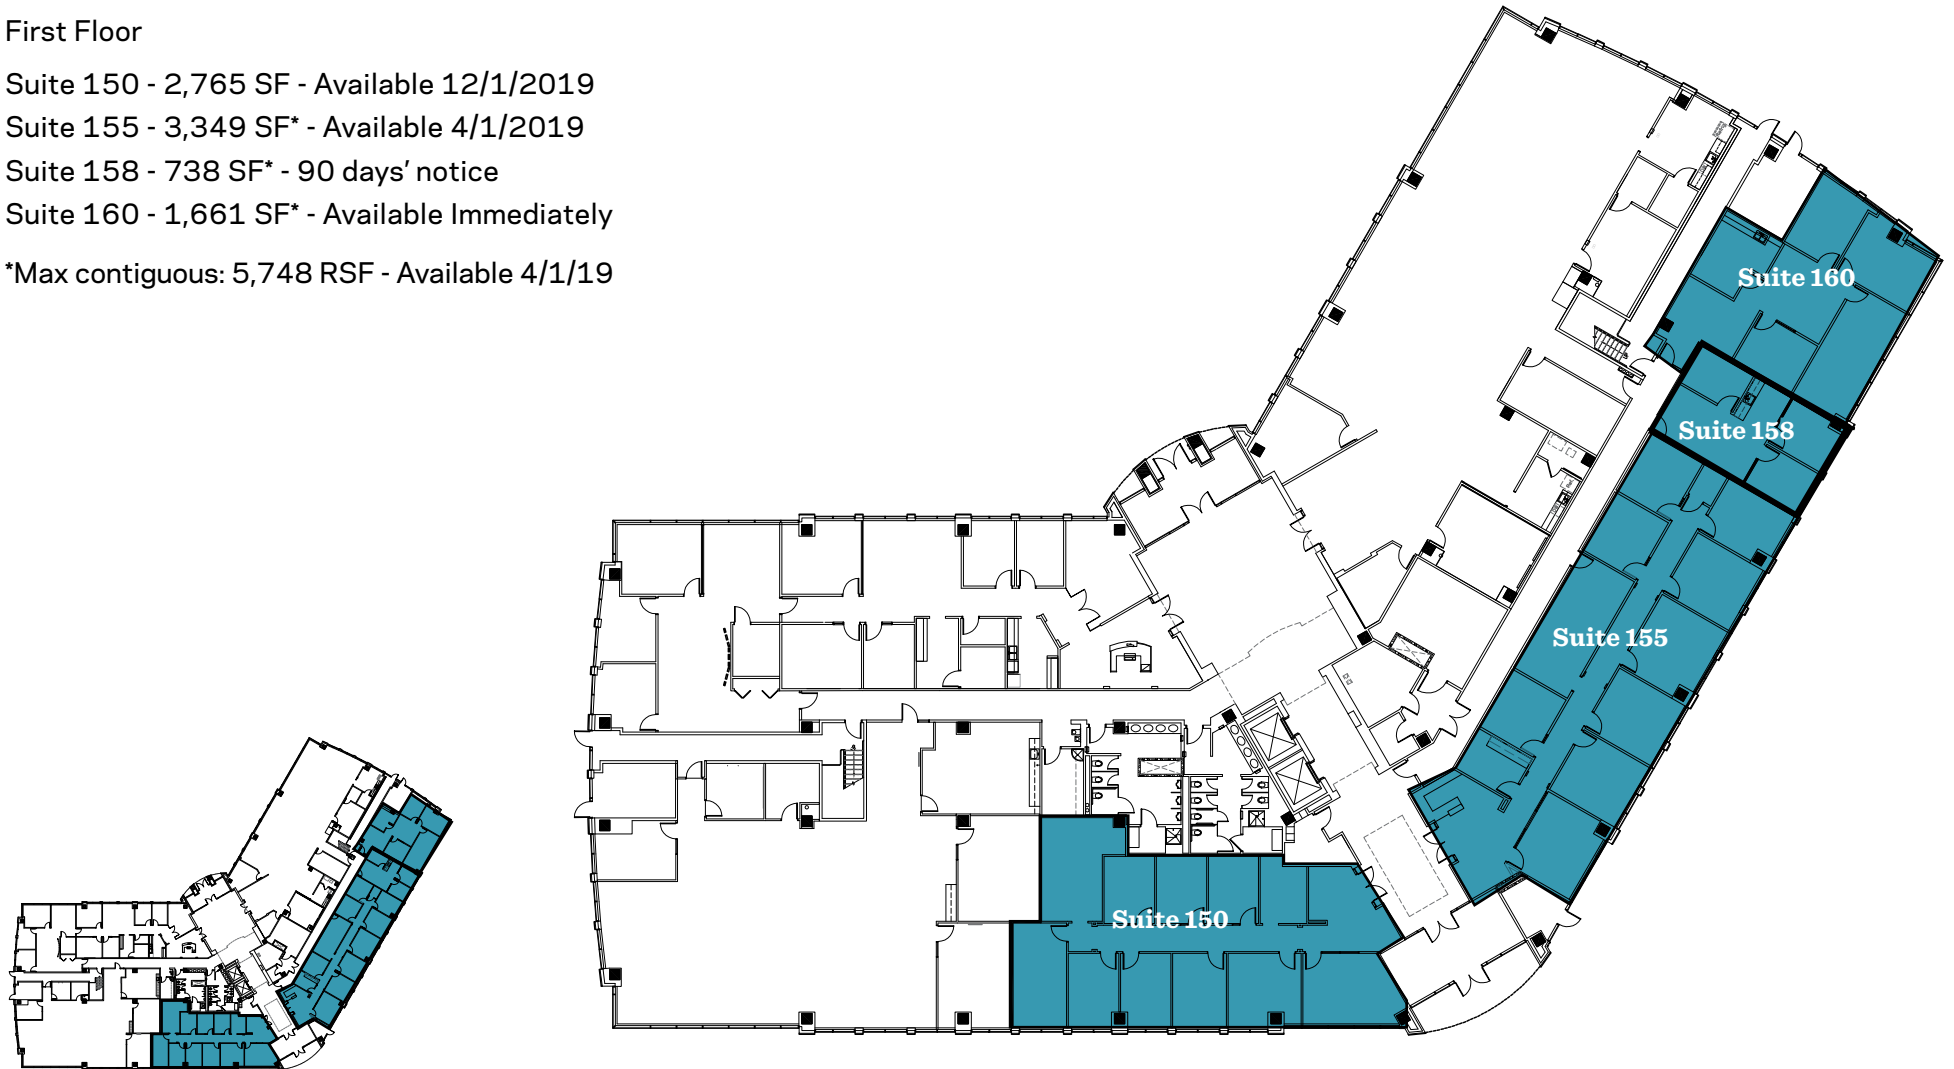 First Floor
Suite 150 - 2,765 SF - Available 12/1/2019
Suite 155 - 3,349 SF* - Available 4/1/2019
Suite 158 - 738 SF* - 90 days’ notice
Suite 160 - 1,661 SF* - Available Immediately
*Max contiguous: 5,748 RSF - Available 4/1/19
Suite 160
Suite 158
Suite 155
Suite 150